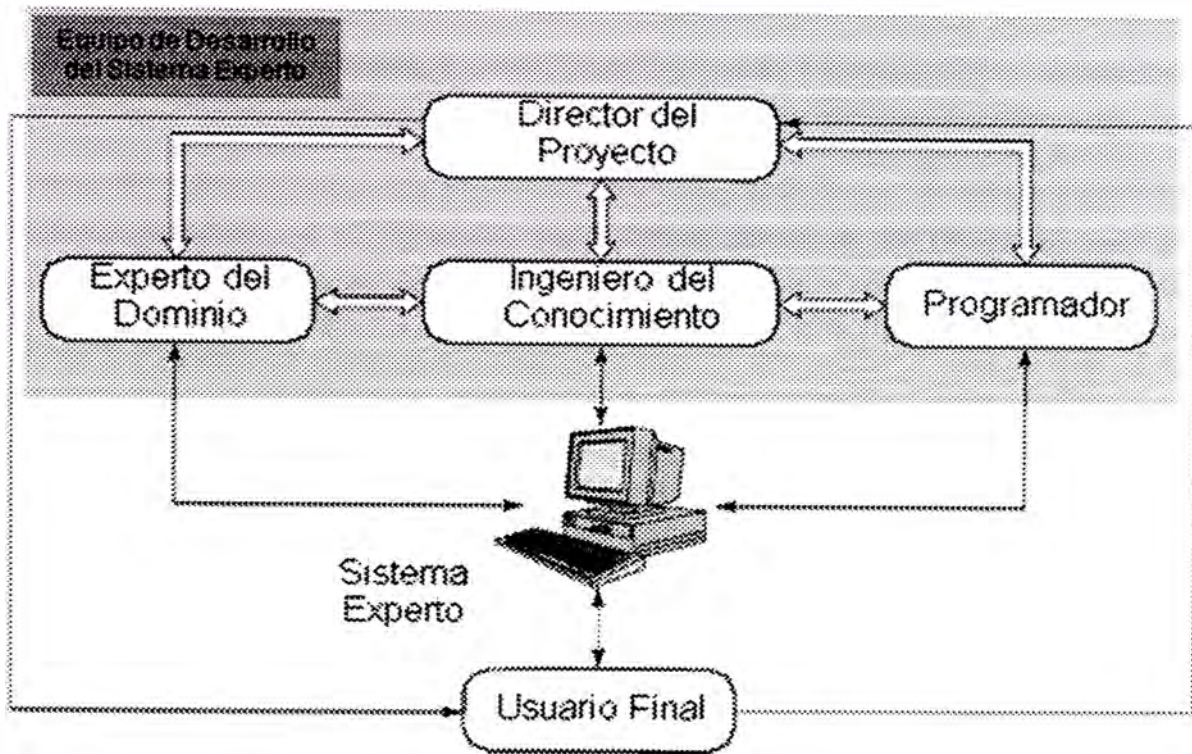 Equipo de Desarrollo
del Sistema Experto
Director del
Proyecto
Experto del
Dominio
Ingeniero del
Conocimiento
Programador
Sistema
Experto
Usuario Final